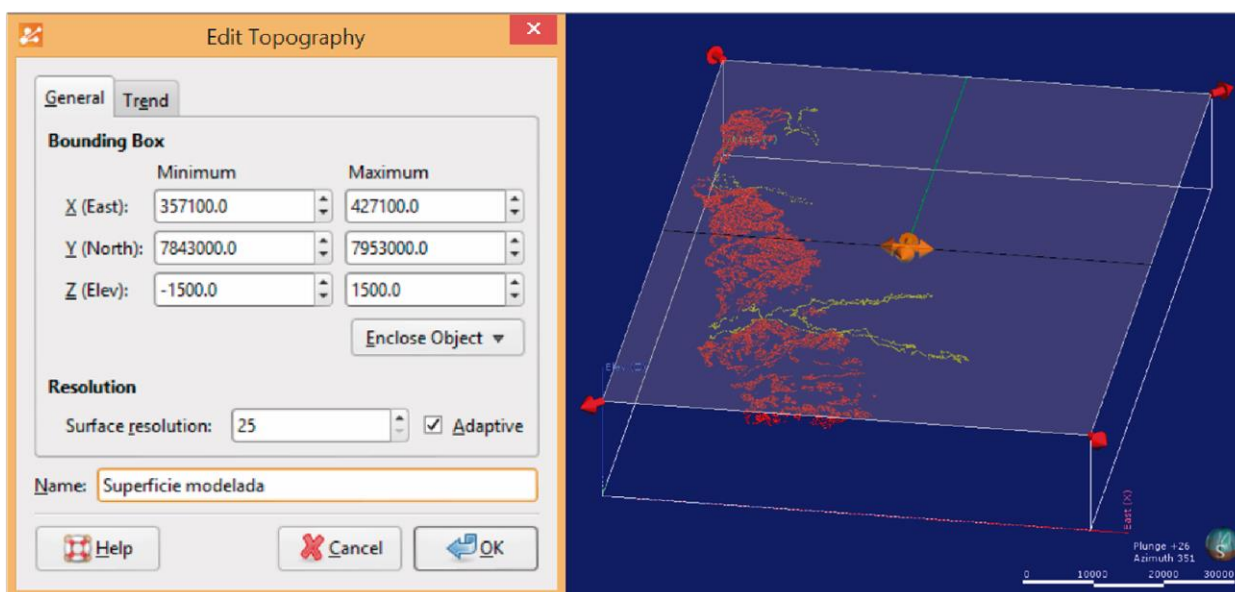 Edit Topography
General Trend
Bounding Box
Minimum Maximum
X (East): 357100.0 427100.0
Y (North): 7843000.0 7953000.0
Z (Elev): -1500.0 1500.0
Enclose Object
Resolution
Surface resolution: 25 Adaptive
Name: Superficie modelada
Help Cancel OK
Elev (Z)
East (X)
Plunge +26
Azimuth 351
S
0 10000 20000 30000